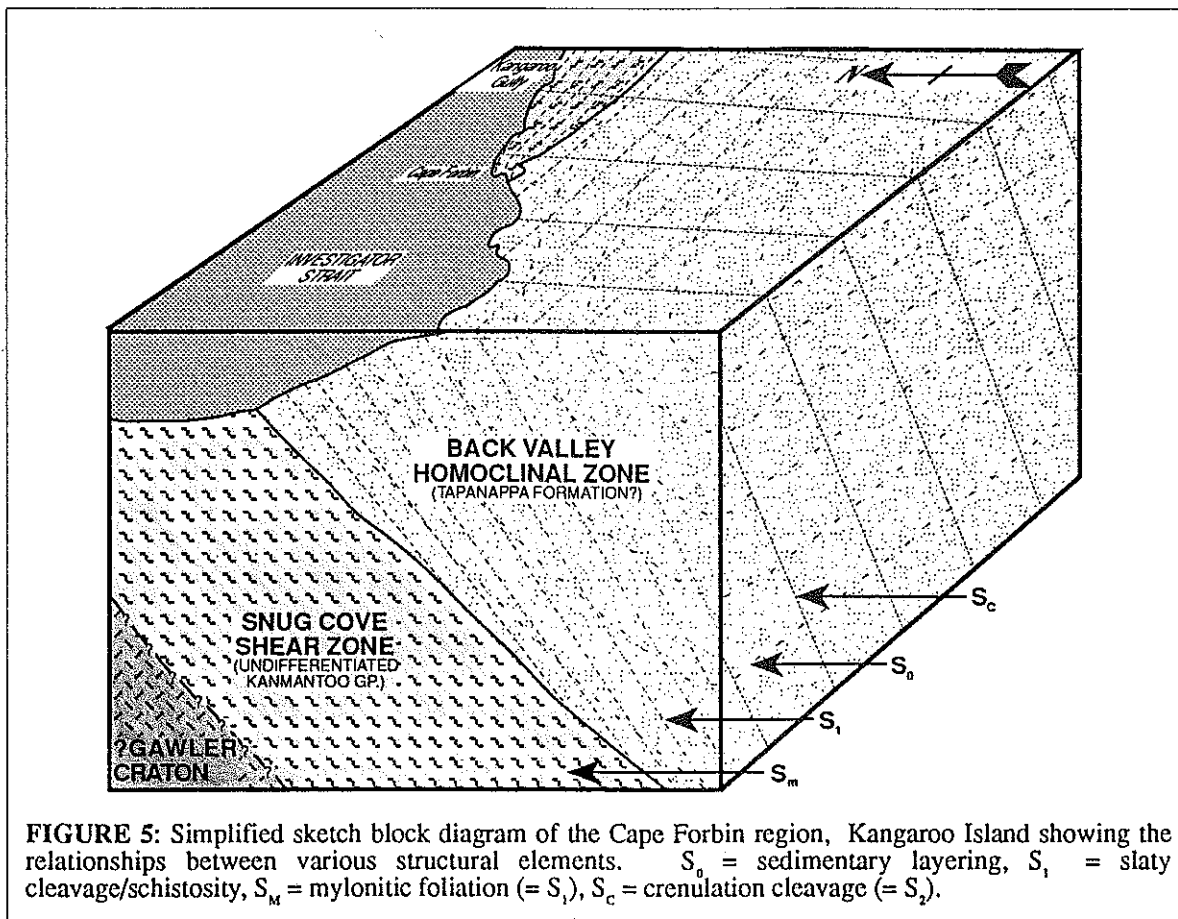 Kangaroo
Gully
N
Cape Forbin
INVESTIGATOR
STRAIT
BACK VALLEY
HOMOCLINAL ZONE
(TAPANAPPA FORMATION?)
SNUG COVE
SHEAR ZONE
(UNDIFFERENTIATED
KANMANTOO GP.)
?GAWLER?
CRATON
Sc
S0
S1
Sm
FIGURE 5: Simplified sketch block diagram of the Cape Forbin region, Kangaroo Island showing the
relationships between various structural elements. S0 = sedimentary layering, S1 = slaty
cleavage/schistosity, SM = mylonitic foliation (= S1), SC = crenulation cleavage (= S2).